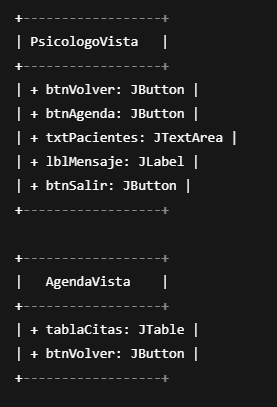 +------------------+
| PsicologoVista   |
+------------------+
| + btnVolver: JButton |
| + btnAgenda: JButton |
| + txtPacientes: JTextArea |
| + lblMensaje: JLabel |
| + btnSalir: JButton |
+------------------+
+------------------+
|   AgendaVista    |
+------------------+
| + tablaCitas: JTable |
| + btnVolver: JButton |
+------------------+